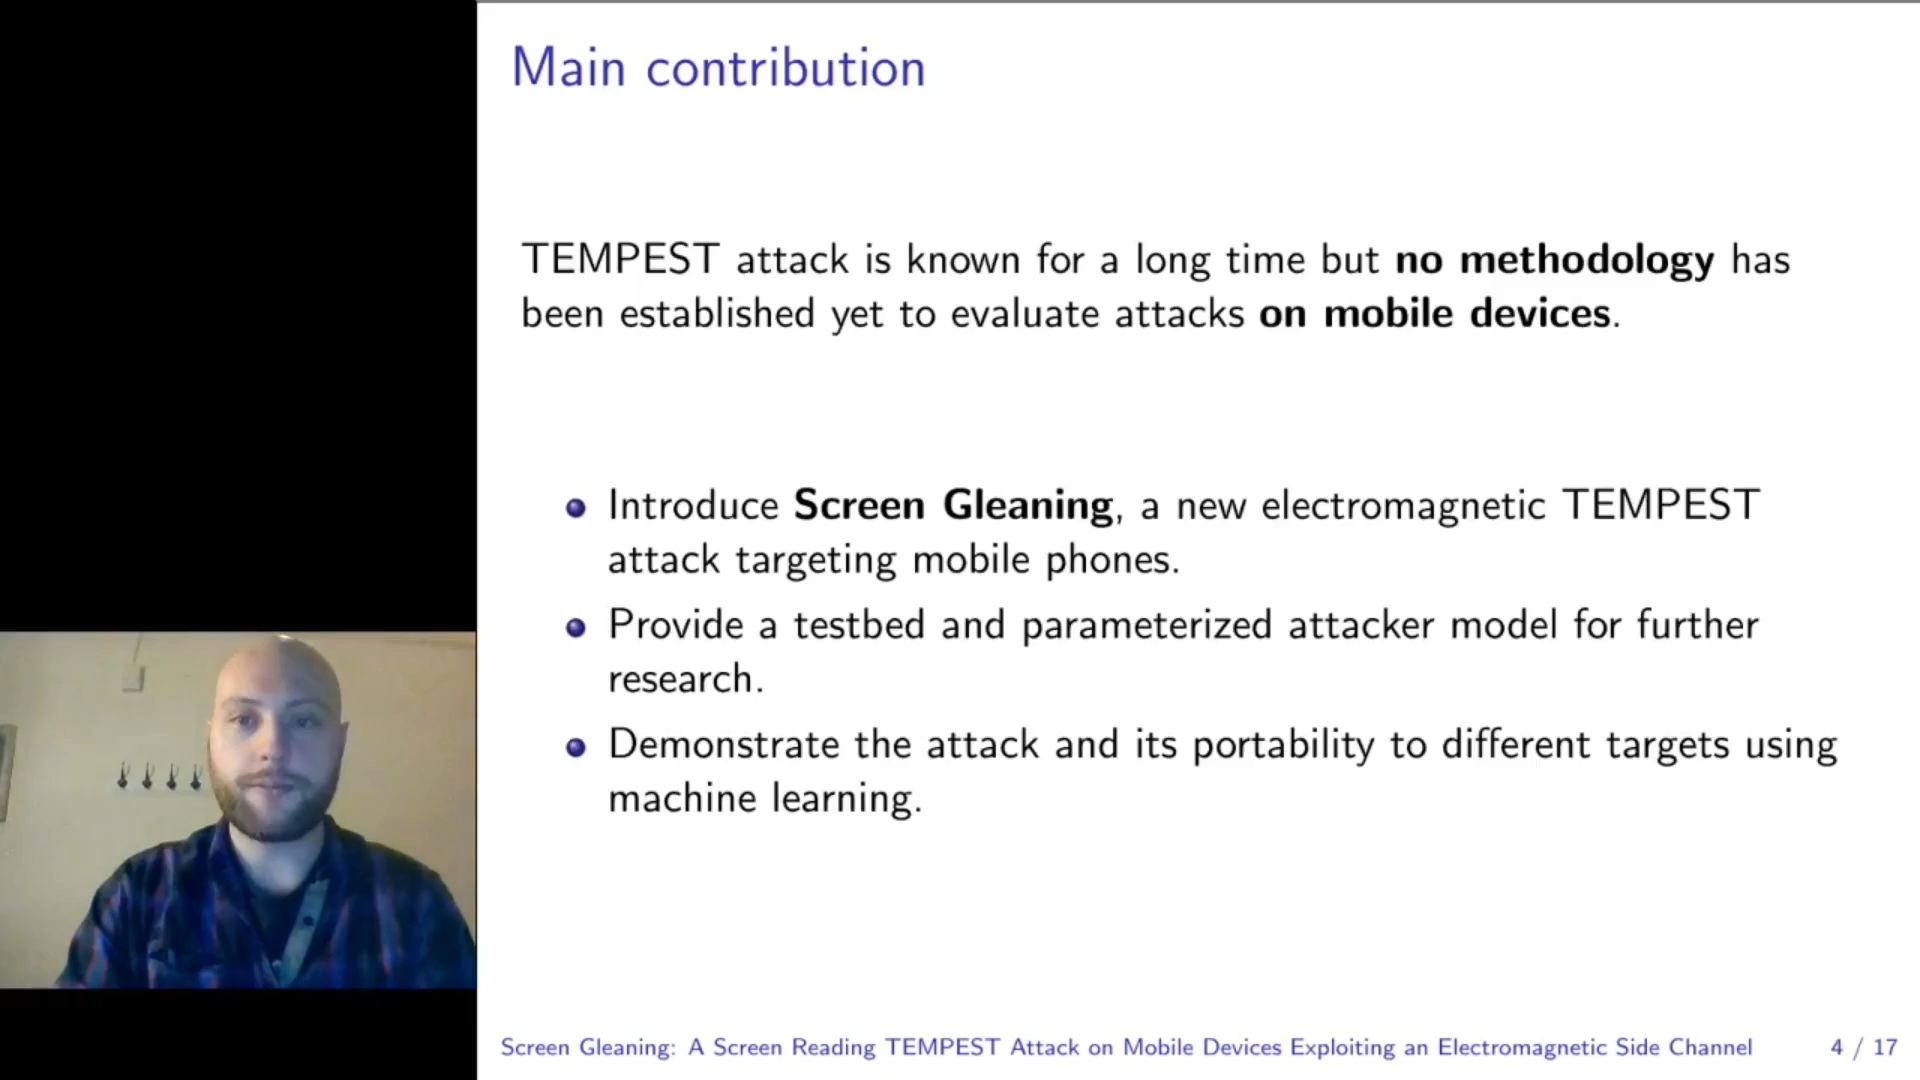 Main contribution
TEMPEST attack is known for a long time but no methodology has
been established yet to evaluate attacks on mobile devices.
Introduce Screen Gleaning, a new electromagnetic TEMPEST
attack targeting mobile phones.
Provide a testbed and parameterized attacker model for further
research.
Demonstrate the attack and its portability to different targets using
machine learning.
Screen Gleaning: A Screen Reading TEMPEST Attack on Mobile Devices Exploiting an Electromagnetic Side Channel 4 / 17